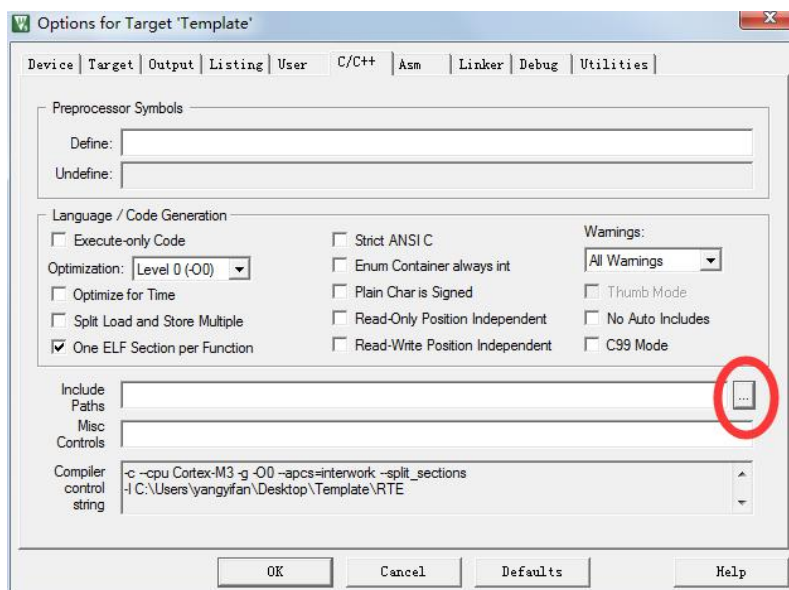 Options for Target 'Template'
Device | Target | Output | Listing | User | C/C++ | Asm | Linker | Debug | Utilities
Preprocessor Symbols
Define:
Undefine:
Language / Code Generation
Execute-only Code
Optimization: Level 0 (-O0)
Optimize for Time
Split Load and Store Multiple
One ELF Section per Function
Strict ANSI C
Enum Container always int
Plain Char is Signed
Read-Only Position Independent
Read-Write Position Independent
Warnings:
All Warnings
Thumb Mode
No Auto Includes
C99 Mode
Include
Paths
...
Misc
Controls
Compiler
control
string
-c --cpu Cortex-M3 -g -O0 --apcs=interwork --split_sections
-I C:\Users\yangyifan\Desktop\Template\RTE
OK Cancel Defaults Help